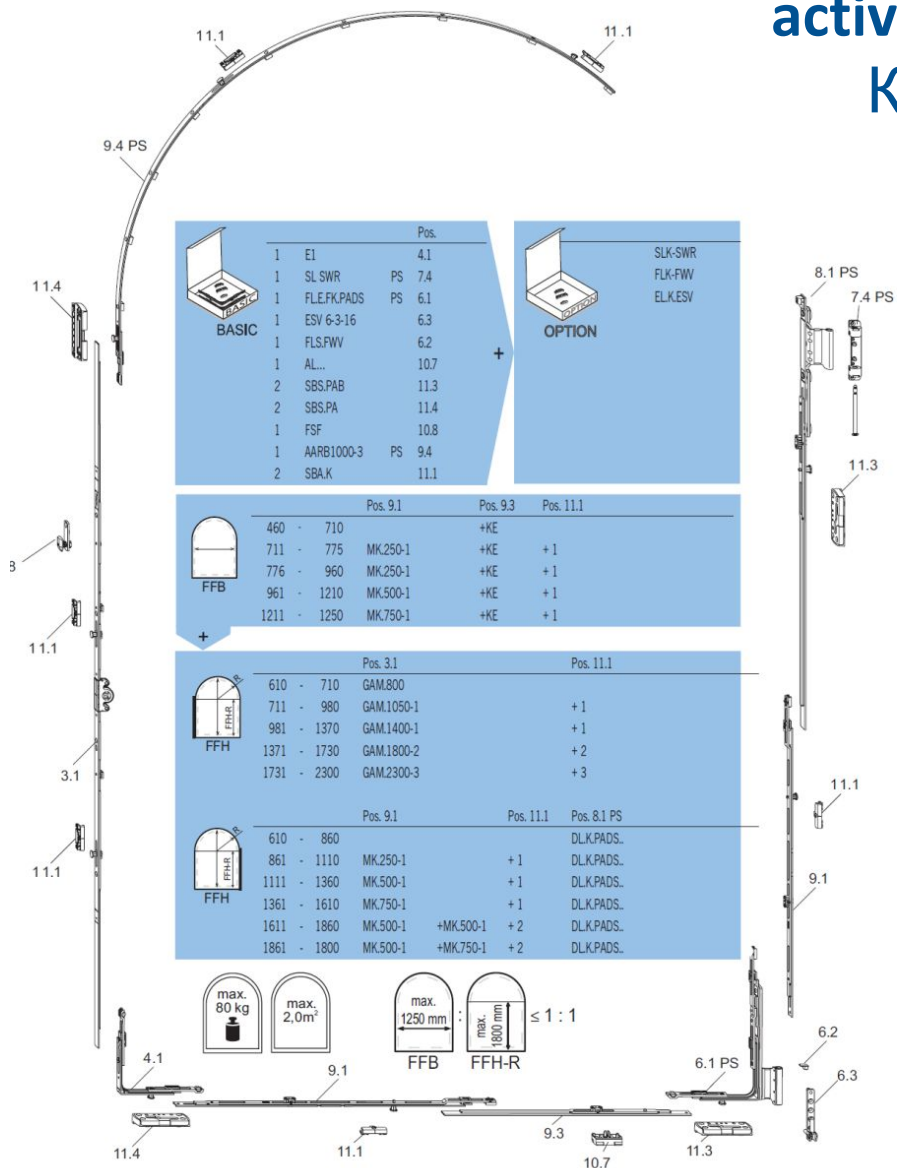 activ
K
11.1
11.1
9.4 PS
11.4
8.1 PS
7.4 PS
11.3
8
11.1
3.1
11.1
11.1
9.1
BASIC
Pos.
1 E1 4.1
1 SL SWR PS 7.4
1 FL.E.FK.PADS PS 6.1
1 ESV 6-3-16 6.3
1 FLS.FWV 6.2
1 AL... 10.7
2 SBS.PAB 11.3
2 SBS.PA 11.4
1 FSF 10.8
1 AARB1000-3 PS 9.4
2 SBA.K 11.1
+
OPTION
SLK-SWR
FLK-FWV
EL.K.ESV
FFB
Pos. 9.1 Pos. 9.3 Pos. 11.1
460 - 710 +KE
711 - 775 MK.250-1 +KE + 1
776 - 960 MK.250-1 +KE + 1
961 - 1210 MK.500-1 +KE + 1
1211 - 1250 MK.750-1 +KE + 1
+
R
FFH-R
FFH
Pos. 3.1 Pos. 11.1
610 - 710 GAM.800
711 - 980 GAM.1050-1 + 1
981 - 1370 GAM.1400-1 + 1
1371 - 1730 GAM.1800-2 + 2
1731 - 2300 GAM.2300-3 + 3
R
FFH-R
FFH
Pos. 9.1 Pos. 11.1 Pos. 8.1 PS
610 - 860 DL.K.PADS..
861 - 1110 MK.250-1 + 1 DL.K.PADS..
1111 - 1360 MK.500-1 + 1 DL.K.PADS..
1361 - 1610 MK.750-1 + 1 DL.K.PADS..
1611 - 1860 MK.500-1 +MK.500-1 + 2 DL.K.PADS..
1861 - 1800 MK.500-1 +MK.750-1 + 2 DL.K.PADS..
max.
80 kg
max.
2,0m²
max.
1250 mm
FFB
:
max.
1800 mm
FFH-R
≤ 1 : 1
4.1
9.1
6.1 PS
6.2
6.3
11.4
11.1
9.3
10.7
11.3